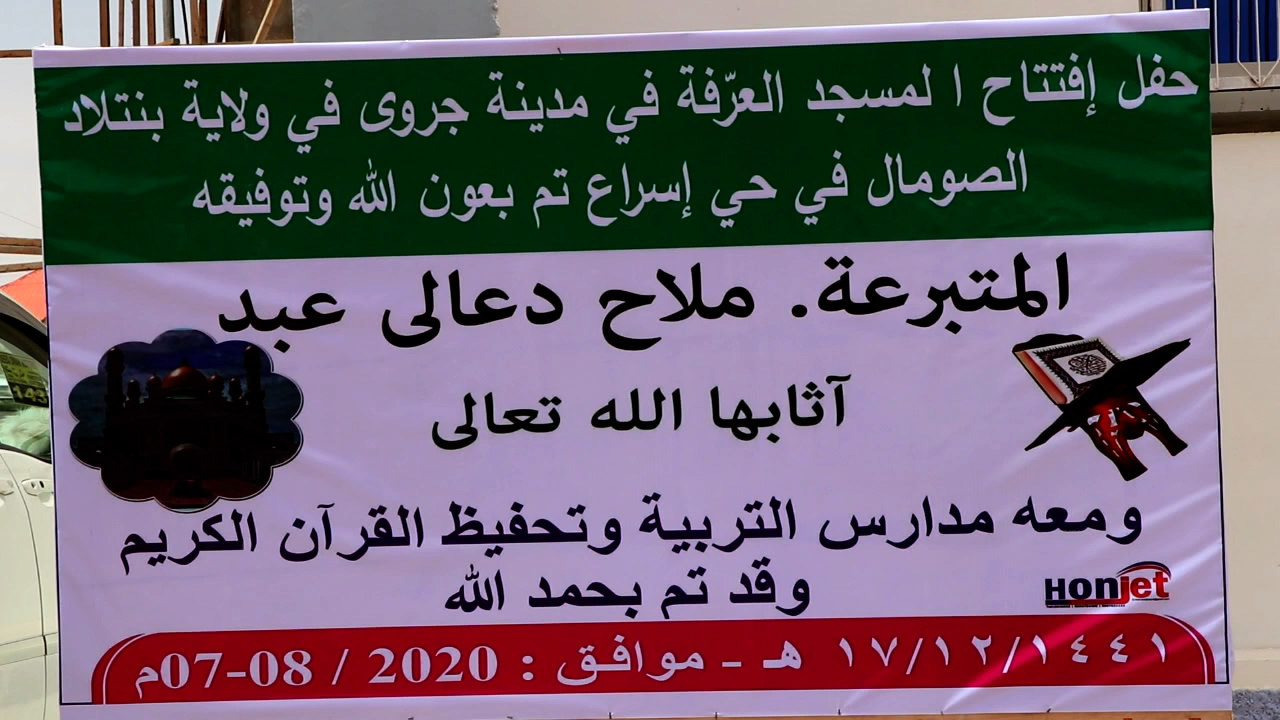 حفل إفتتاح ا لمسجد العرّفة في مدينة جروى في ولاية بنتلاد
الصومال في حي إسراع تم بعون الله وتوفيقه
المتبرعة. ملاح دعالى عبد
آثابها الله تعالى
ومعه مدارس التربية وتحفيظ القرآن الكريم
وقد تم بحمد الله
Honjet
١٧/١٢/١٤٤١ هـ - موافق : 2020 / 08-07م